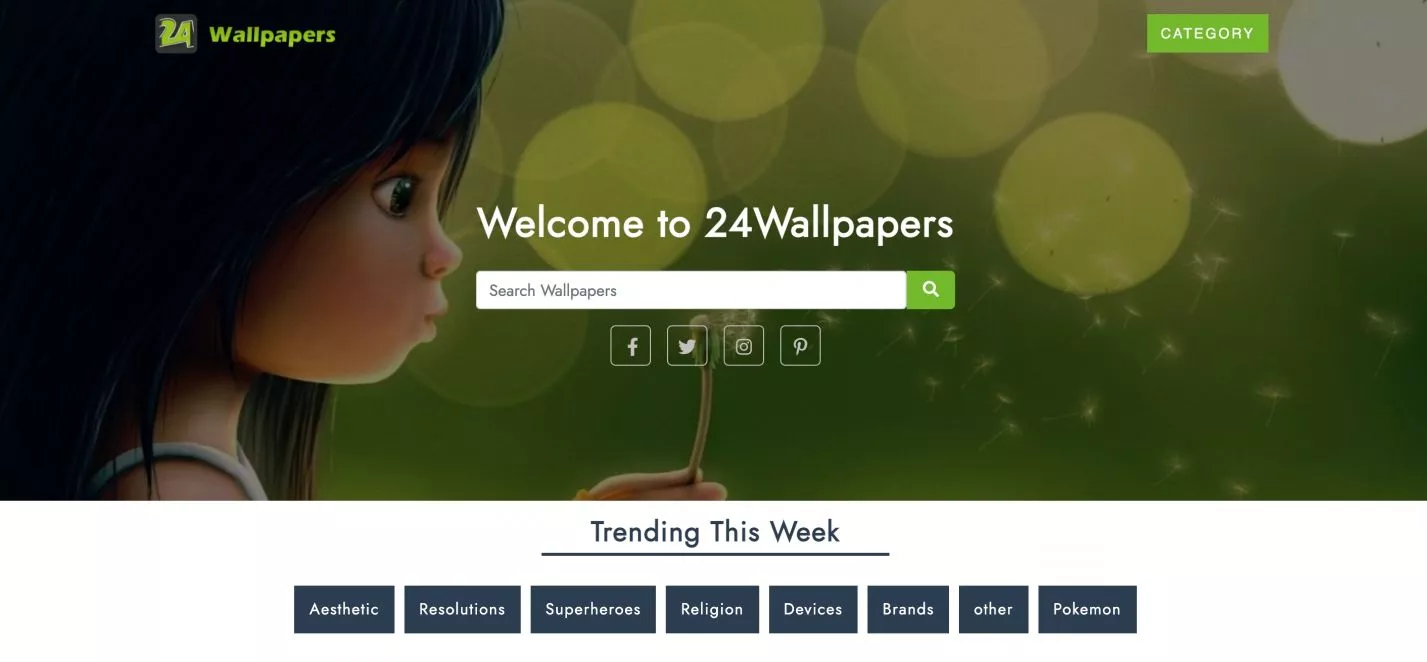 24 Wallpapers
CATEGORY
Welcome to 24Wallpapers
Search Wallpapers
Trending This Week
Aesthetic Resolutions Superheroes Religion Devices Brands other Pokemon